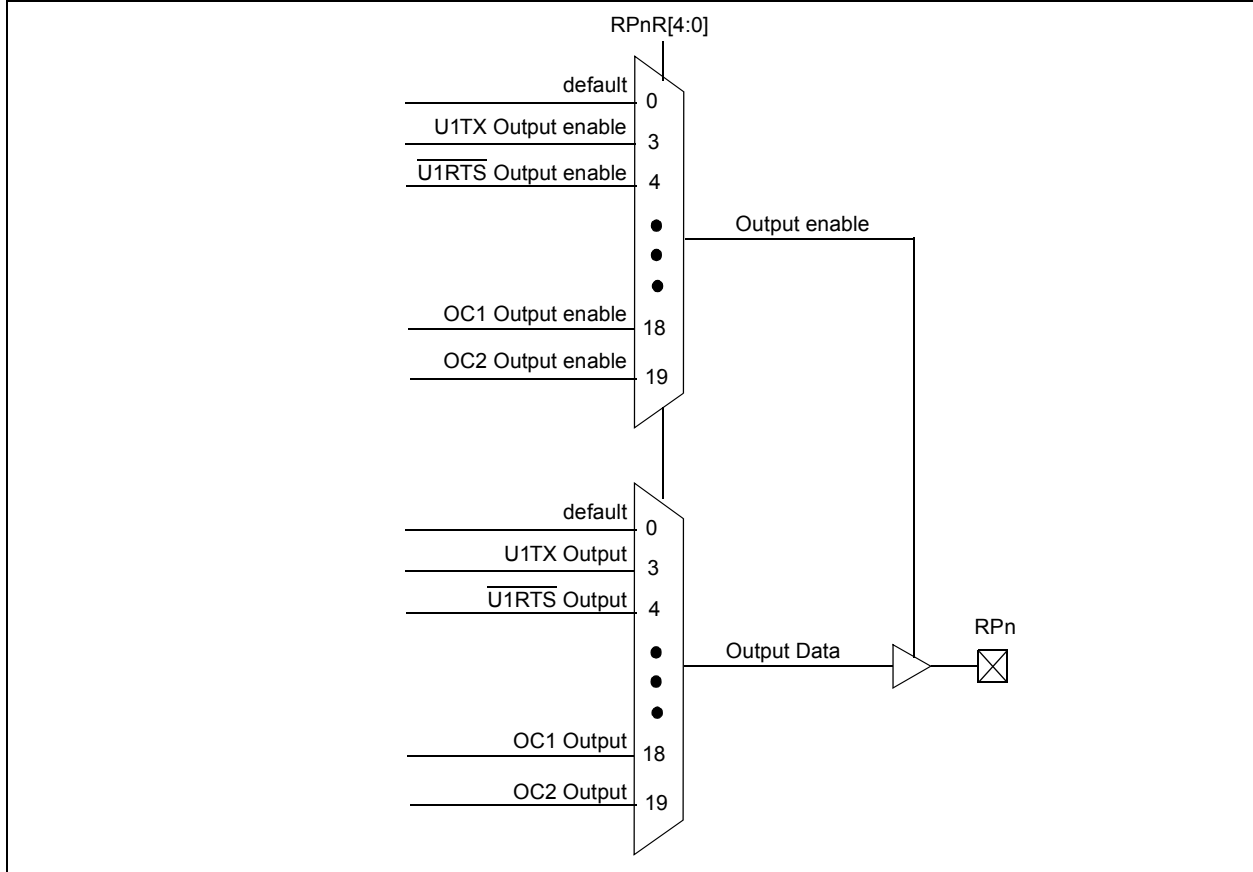 RPnR[4:0]
default
0
U1TX Output enable
3
U1RTS Output enable
4
Output enable
OC1 Output enable
18
OC2 Output enable
19
default
0
U1TX Output
3
U1RTS Output
4
RPn
Output Data
OC1 Output
18
OC2 Output
19